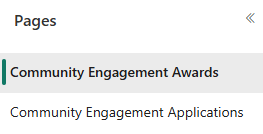 Pages
Community Engagement Awards
Community Engagement Applications